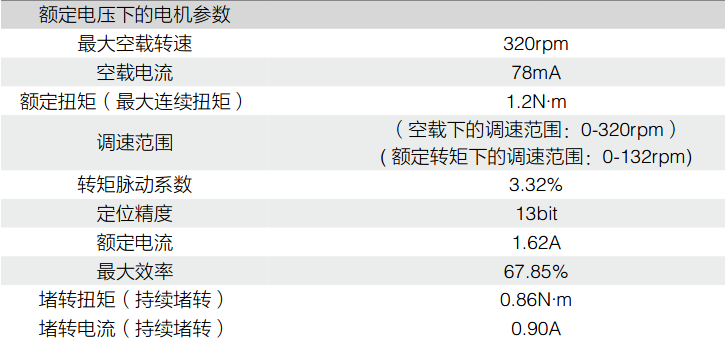 额定电压下的电机参数
最大空载转速 320rpm
空载电流 78mA
额定扭矩（最大连续扭矩） 1.2N·m
调速范围 （空载下的调速范围：0-320rpm）
(额定转矩下的调速范围：0-132rpm)
转矩脉动系数 3.32%
定位精度 13bit
额定电流 1.62A
最大效率 67.85%
堵转扭矩（持续堵转） 0.86N·m
堵转电流（持续堵转） 0.90A